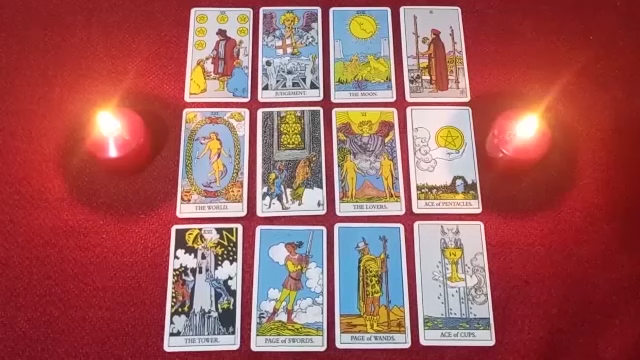 JUDGEMENT.
THE MOON.
THE WORLD.
THE LOVERS.
ACE of PENTACLES.
XVI
THE TOWER.
PAGE of SWORDS.
PAGE of WANDS.
ACE of CUPS.